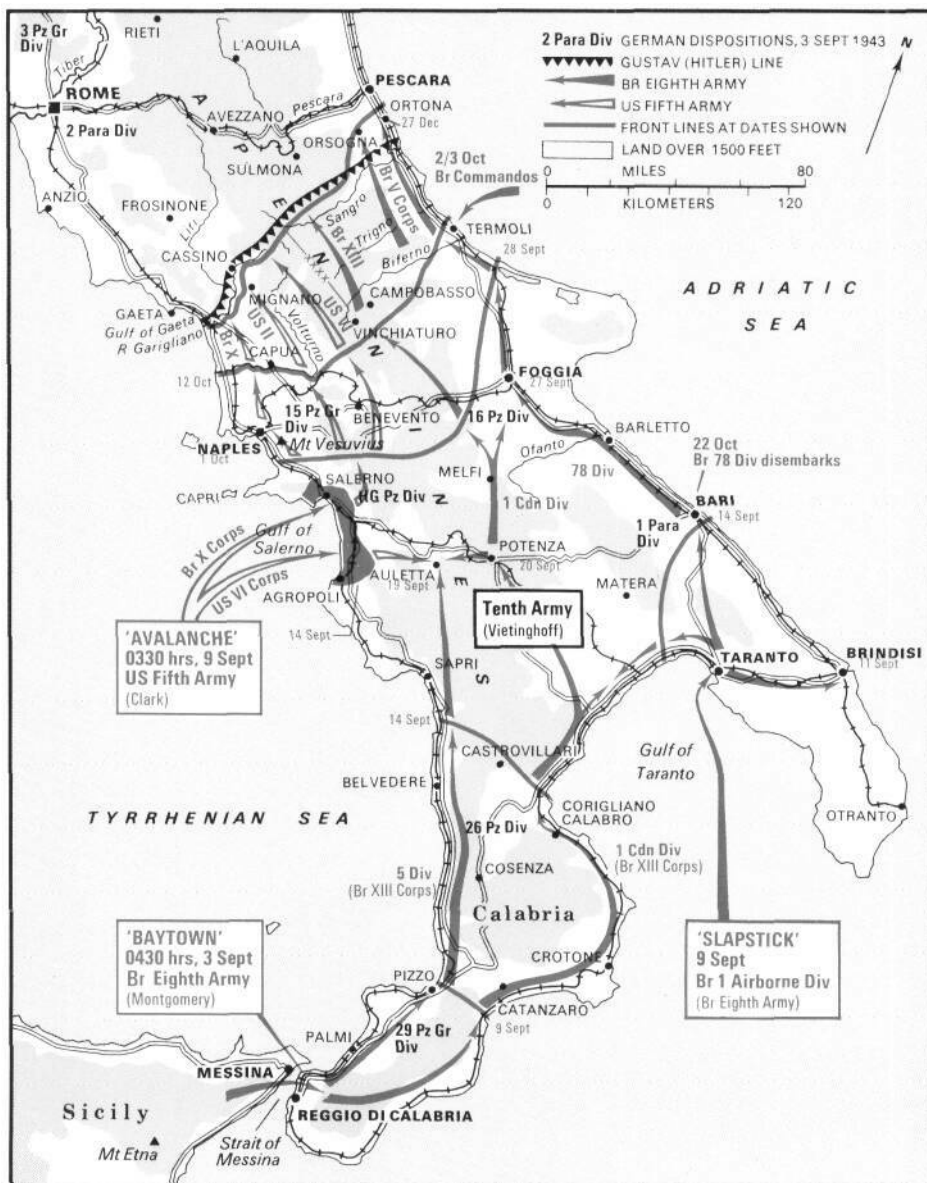 3 Pz Gr
Div
RIETI
Tiber
L'AQUILA
ROME
2 Para Div
A
P
E
N
N
I
N
E
S
AVEZZANO
Pescara
PESCARA
ORTONA
27 Dec
ORSOGNA
SULMONA
2 Para Div GERMAN DISPOSITIONS, 3 SEPT 1943
GUSTAV (HITLER) LINE
BR EIGHTH ARMY
US FIFTH ARMY
FRONT LINES AT DATES SHOWN
LAND OVER 1500 FEET
N
MILES
0 80
KILOMETERS 120
2/3 Oct
Br Commandos
ANZIO
FROSINONE
Liri
CASSINO
Sangro
Trigno
Biferno
Br XIII
Br V Corps
XXXX
TERMOLI
28 Sept
GAETA
Gulf of Gaeta
R Garigliano
MIGNANO
Volturno
US II
US VI
Br X
CAMPOBASSO
VINCHIATURO
CAPUA
12 Oct
ADRIATIC
SEA
FOGGIA
27 Sept
15 Pz Gr
Div
BENEVENTO
16 Pz Div
NAPLES
1 Oct
Mt Vesuvius
BARLETTO
Ofanto
78 Div
22 Oct
Br 78 Div disembarks
BARI
14 Sept
CAPRI
SALERNO
HG Pz Div
MELFI
1 Cdn Div
Gulf of
Salerno
Br X Corps
US VI Corps
AGROPOLI
AULETTA
19 Sept
POTENZA
20 Sept
1 Para
Div
MATERA
14 Sept
Tenth Army
(Vietinghoff)
'AVALANCHE'
0330 hrs, 9 Sept
US Fifth Army
(Clark)
SAPRI
TARANTO
BRINDISI
11 Sept
14 Sept
CASTROVILLARI
Gulf of
Taranto
BELVEDERE
TYRRHENIAN SEA
CORIGLIANO
CALABRO
OTRANTO
26 Pz Div
5 Div
(Br XIII Corps)
COSENZA
1 Cdn Div
(Br XIII Corps)
Calabria
'BAYTOWN'
0430 hrs, 3 Sept
Br Eighth Army
(Montgomery)
'SLAPSTICK'
9 Sept
Br 1 Airborne Div
(Br Eighth Army)
CROTONE
PIZZO
CATANZARO
9 Sept
PALMI
29 Pz Gr
Div
MESSINA
REGGIO DI CALABRIA
Sicily
Strait of
Messina
Mt Etna